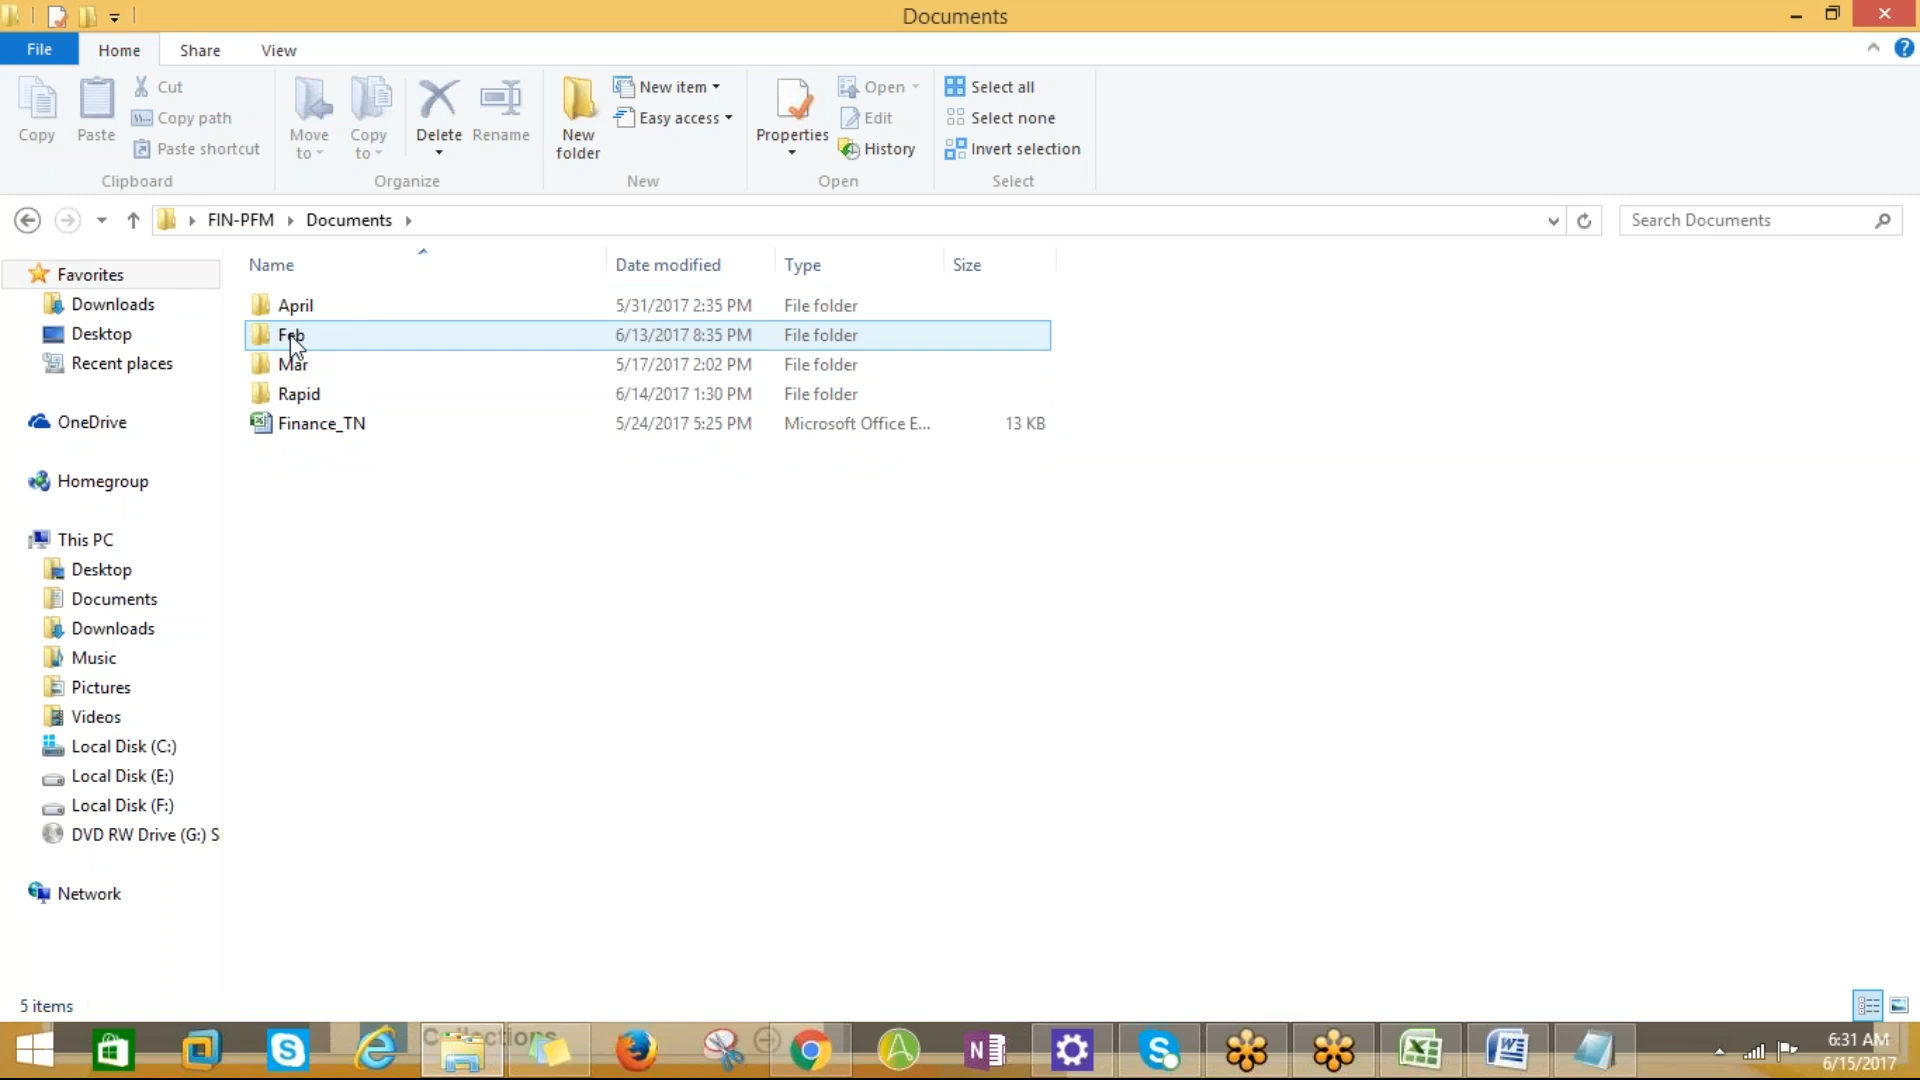 Documents
File Home Share View
Copy Paste Cut Copy path Paste shortcut Move to Copy to Delete Rename New folder New item Easy access Properties Open Edit History Select all Select none Invert selection
Clipboard Organize New Open Select
FIN-PFM Documents Search Documents
Name Date modified Type Size
April 5/31/2017 2:35 PM File folder
Feb 6/13/2017 8:35 PM File folder
Mar 5/17/2017 2:02 PM File folder
Rapid 6/14/2017 1:30 PM File folder
Finance_TN 5/24/2017 5:25 PM Microsoft Office E... 13 KB
Favorites
Downloads
Desktop
Recent places
OneDrive
Homegroup
This PC
Desktop
Documents
Downloads
Music
Pictures
Videos
Local Disk (C:)
Local Disk (E:)
Local Disk (F:)
DVD RW Drive (G:) S
Network
5 items
Collections
6:31 AM
6/15/2017